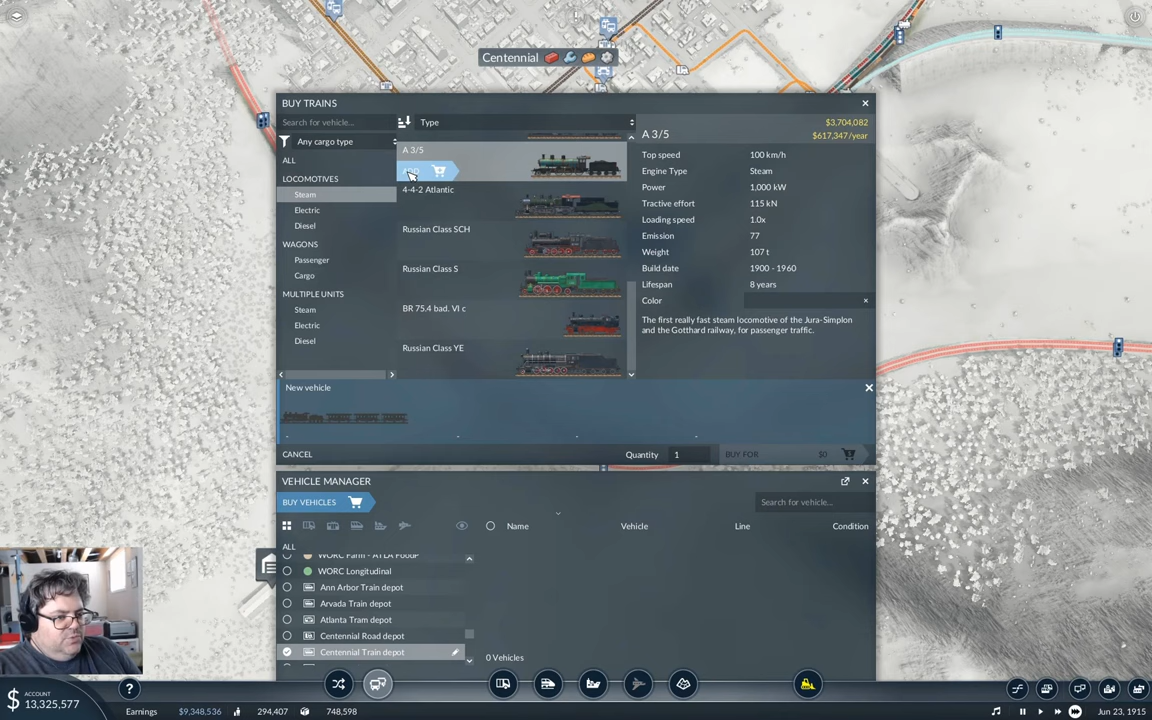 Centennial
BUY TRAINS
Search for vehicle...
Type
Any cargo type
ALL
LOCOMOTIVES
Steam
Electric
Diesel
WAGONS
Passenger
Cargo
MULTIPLE UNITS
Steam
Electric
Diesel
A 3/5
ADD
4-4-2 Atlantic
Russian Class SCH
Russian Class S
BR 75.4 bad. VI c
Russian Class YE
$3,704,082
$617,347/year
A 3/5
Top speed 100 km/h
Engine Type Steam
Power 1,000 kW
Tractive effort 115 kN
Loading speed 1.0x
Emission 77
Weight 107 t
Build date 1900 - 1960
Lifespan 8 years
Color
The first really fast steam locomotive of the Jura-Simplon
and the Gotthard railway, for passenger traffic.
New vehicle
- - - -
CANCEL
Quantity 1
BUY FOR $0
VEHICLE MANAGER
BUY VEHICLES
Search for vehicle...
Name Vehicle Line Condition
ALL
WORC Farm - ATLA FoodP
WORC Longitudinal
Ann Arbor Train depot
Arvada Train depot
Atlanta Tram depot
Centennial Road depot
Centennial Train depot
0 Vehicles
$ ACCOUNT
13,325,577
?
Earnings $9,348,536 294,407 748,598
Jun 23, 1915